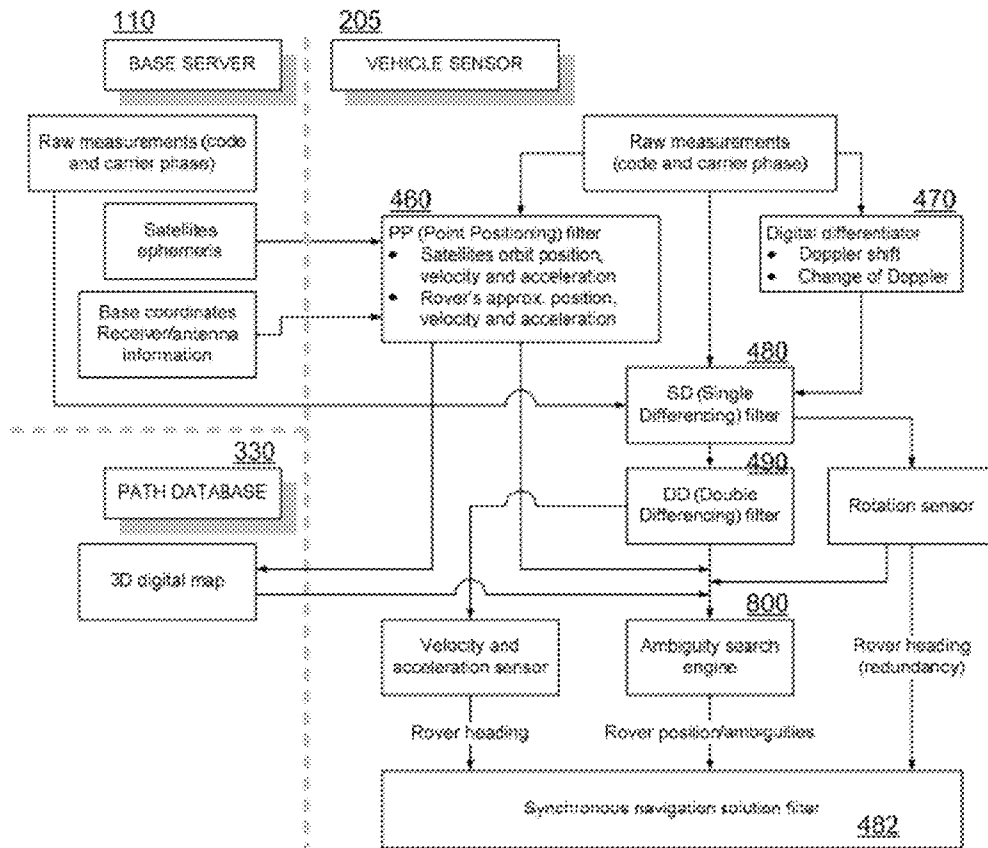 110
BASE SERVER
205
VEHICLE SENSOR
Raw measurements (code
and carrier phase)
Raw measurements
(code and carrier phase)
Satellites
ephemeris
460
PP (Point Positioning) filter
• Satellites orbit position,
velocity and acceleration
• Rover's approx. position,
velocity and acceleration
470
Digital differentiator
• Doppler shift
• Change of Doppler
Base coordinates
Receiver/antenna
information
480
SD (Single
Differencing) filter
330
PATH DATABASE
490
DD (Double
Differencing) filter
Rotation sensor
3D digital map
800
Velocity and
acceleration sensor
Ambiguity search
engine
Rover heading
(redundancy)
Rover heading
Rover position/ambiguities
Synchronous navigation solution filter
482